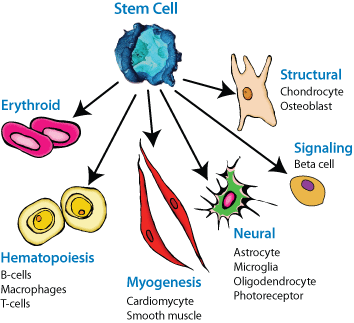 Stem Cell
Structural
Chondrocyte
Osteoblast
Erythroid
Signaling
Beta cell
Neural
Astrocyte
Microglia
Oligodendrocyte
Photoreceptor
Hematopoiesis
B-cells
Macrophages
T-cells
Myogenesis
Cardiomycyte
Smooth muscle